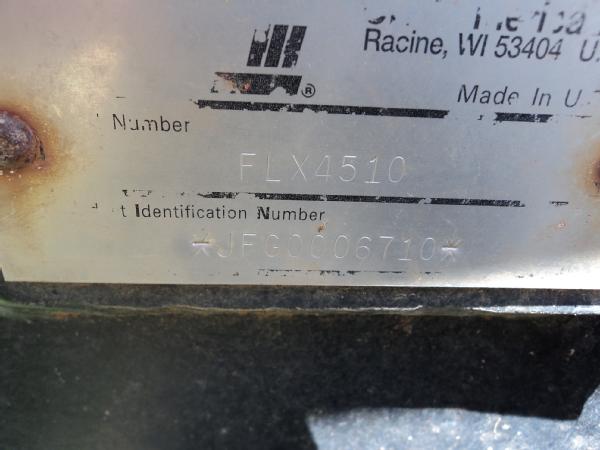 Racine, WI 53404 U.
®
Made In U.
Number
FLX4510
t Identification Number
*JFG0006710*